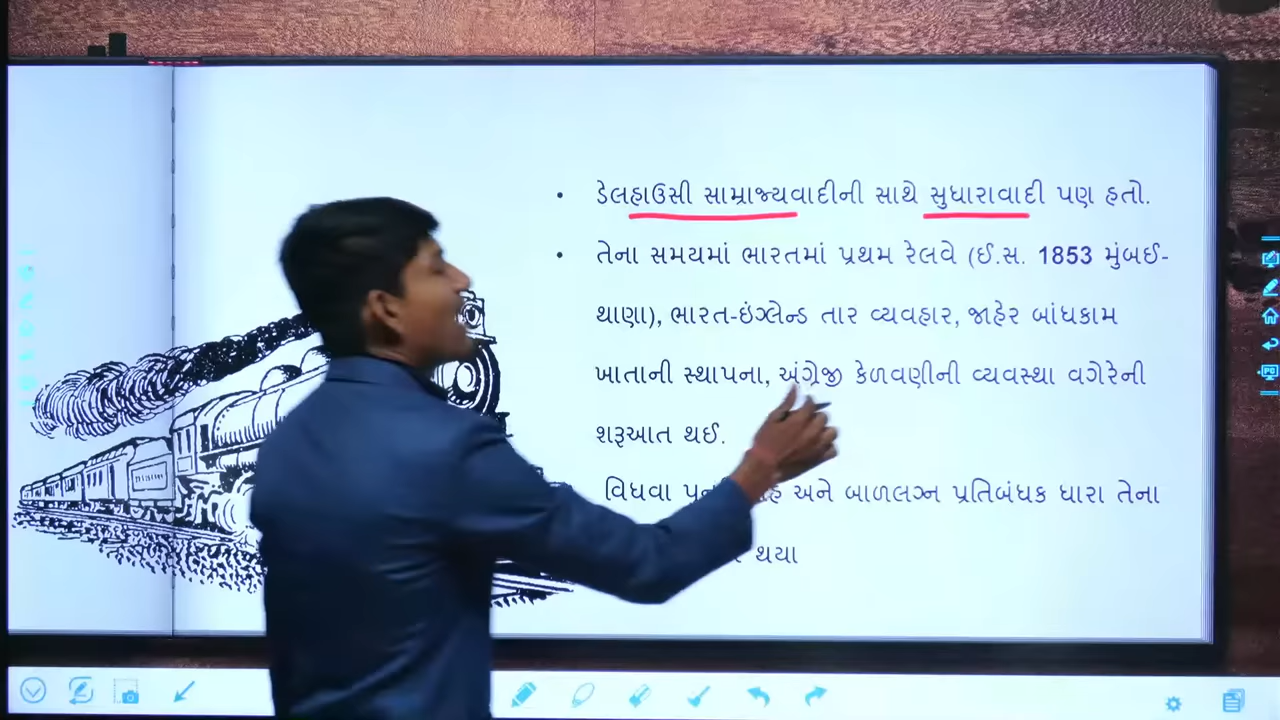 • ડેલહાઉસી સામ્રાજ્યવાદીની સાથે સુધારાવાદી પણ હતો.
• તેના સમયમાં ભારતમાં પ્રથમ રેલવે (ઈ.સ. 1853 મુંબઈ-
થાણા), ભારત-ઇંગ્લેન્ડ તાર વ્યવહાર, જાહેર બાંધકામ
ખાતાની સ્થાપના, અંગ્રેજી કેળવણીની વ્યવસ્થા વગેરેની
શરૂઆત થઈ.
વિધવા અને બાળલગ્ન પ્રતિબંધક ધારા તેના
થયા